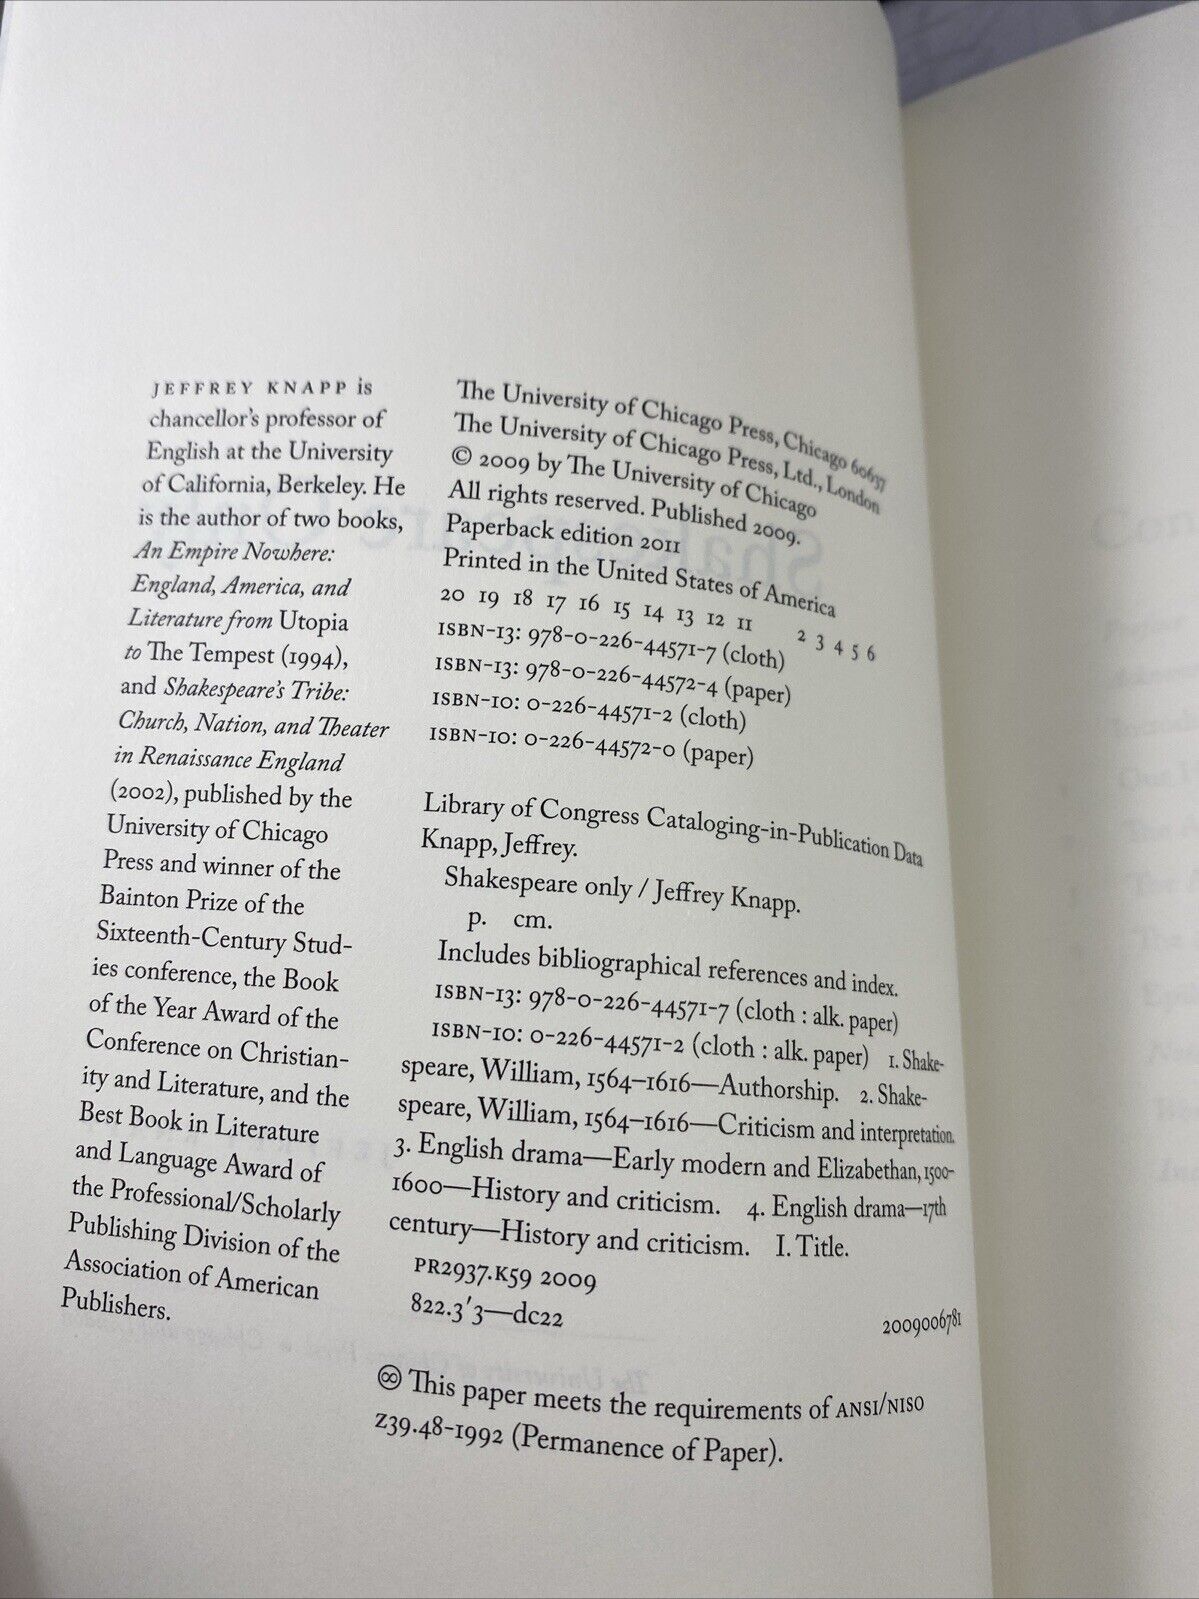 JEFFREY KNAPP is
chancellor's professor of
English at the University
of California, Berkeley. He
is the author of two books,
An Empire Nowhere:
England, America, and
Literature from Utopia
to The Tempest (1994),
and Shakespeare's Tribe:
Church, Nation, and Theater
in Renaissance England
(2002), published by the
University of Chicago
Press and winner of the
Bainton Prize of the
Sixteenth-Century Stud-
ies conference, the Book
of the Year Award of the
Conference on Christian-
ity and Literature, and the
Best Book in Literature
and Language Award of
the Professional/Scholarly
Publishing Division of the
Association of American
Publishers.
The University of Chicago Press, Chicago 60637
The University of Chicago Press, Ltd., London
© 2009 by The University of Chicago
All rights reserved. Published 2009.
Paperback edition 2011
Printed in the United States of America
20 19 18 17 16 15 14 13 12 11 2 3 4 5 6
ISBN-13: 978-0-226-44571-7 (cloth)
ISBN-13: 978-0-226-44572-4 (paper)
ISBN-10: 0-226-44571-2 (cloth)
ISBN-10: 0-226-44572-0 (paper)
Library of Congress Cataloging-in-Publication Data
Knapp, Jeffrey.
Shakespeare only / Jeffrey Knapp.
p. cm.
Includes bibliographical references and index.
ISBN-13: 978-0-226-44571-7 (cloth : alk. paper)
ISBN-10: 0-226-44571-2 (cloth : alk. paper) 1. Shake-
speare, William, 1564–1616—Authorship. 2. Shake-
speare, William, 1564–1616—Criticism and interpretation.
3. English drama—Early modern and Elizabethan, 1500–
1600—History and criticism. 4. English drama—17th
century—History and criticism. I. Title.
PR2937.K59 2009
822.3'3—dc22
2009006781
♾ This paper meets the requirements of ANSI/NISO
Z39.48-1992 (Permanence of Paper).